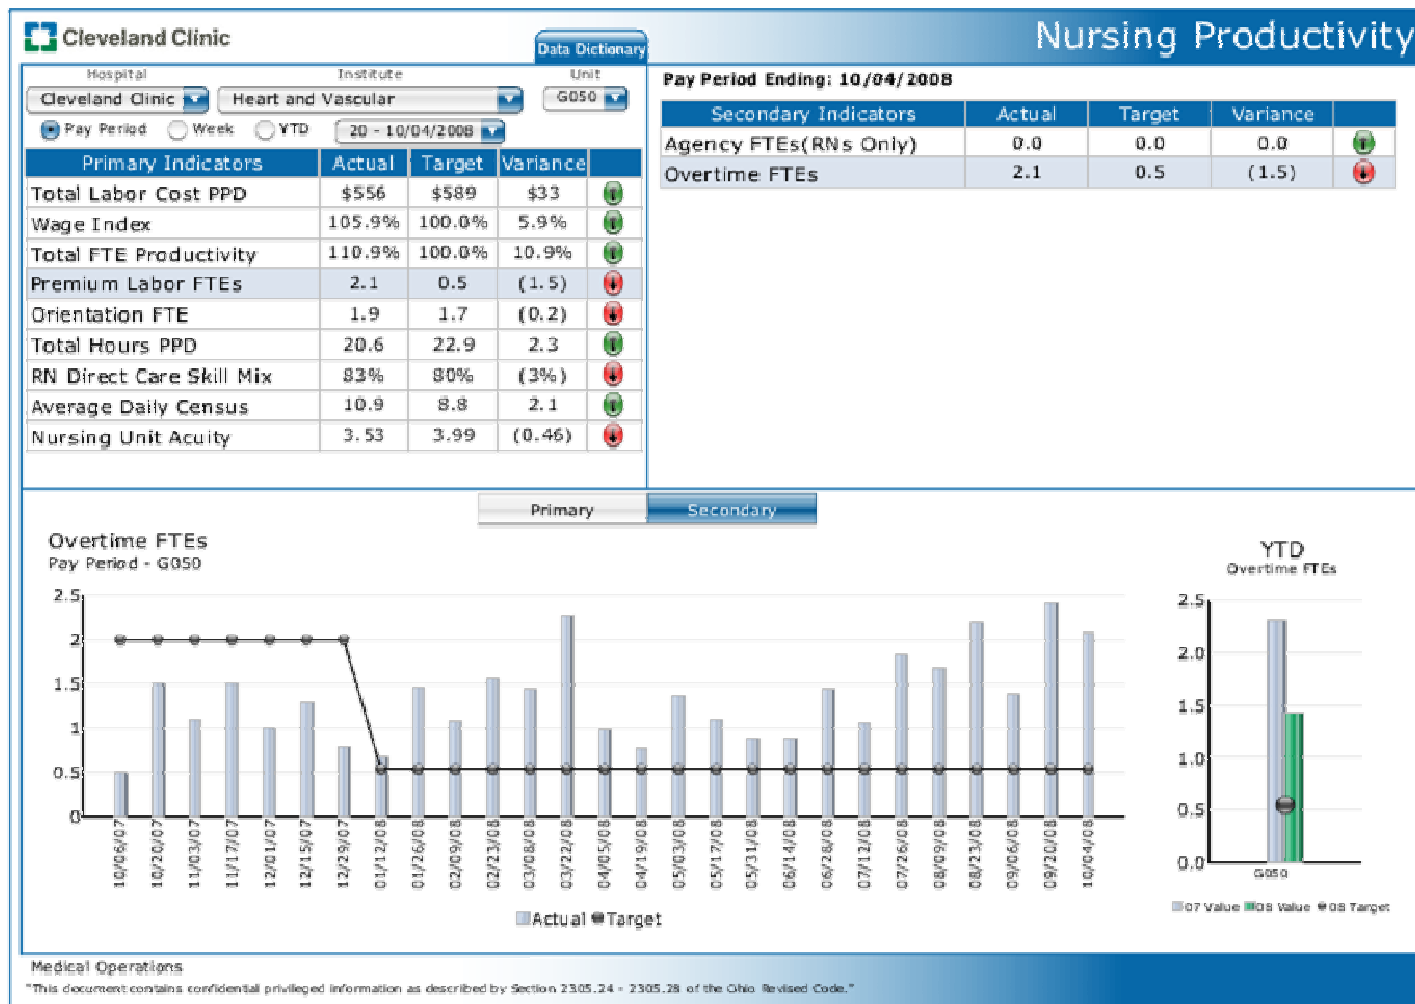 Cleveland Clinic
Data Dictionary
Nursing Productivity
Hospital Institute Unit
Cleveland Clinic Heart and Vascular G050
Pay Period Week YTD 20 - 10/04/2008
Primary Indicators Actual Target Variance
Total Labor Cost PPD $556 $589 $33
Wage Index 105.9% 100.0% 5.9%
Total FTE Productivity 110.9% 100.0% 10.9%
Premium Labor FTEs 2.1 0.5 (1.5)
Orientation FTE 1.9 1.7 (0.2)
Total Hours PPD 20.6 22.9 2.3
RN Direct Care Skill Mix 83% 80% (3%)
Average Daily Census 10.9 8.8 2.1
Nursing Unit Acuity 3.53 3.99 (0.46)
Pay Period Ending: 10/04/2008
Secondary Indicators Actual Target Variance
Agency FTEs(RNs Only) 0.0 0.0 0.0
Overtime FTEs 2.1 0.5 (1.5)
Primary Secondary
Overtime FTEs
Pay Period - G050
2.5
2
1.5
1
0.5
0
10/06/07 10/20/07 11/03/07 11/17/07 12/01/07 12/15/07 12/29/07 01/12/08 01/26/08 02/09/08 02/23/08 03/08/08 03/22/08 04/05/08 04/19/08 05/03/08 05/17/08 05/31/08 06/14/08 06/28/08 07/12/08 07/26/08 08/09/08 08/23/08 09/06/08 09/20/08 10/04/08
Actual Target
YTD
Overtime FTEs
2.5
2.0
1.5
1.0
0.5
0.0
G050
07 Value 08 Value 08 Target
Medical Operations
"This document contains confidential privileged information as described by Section 2305.24 - 2305.28 of the Ohio Revised Code."